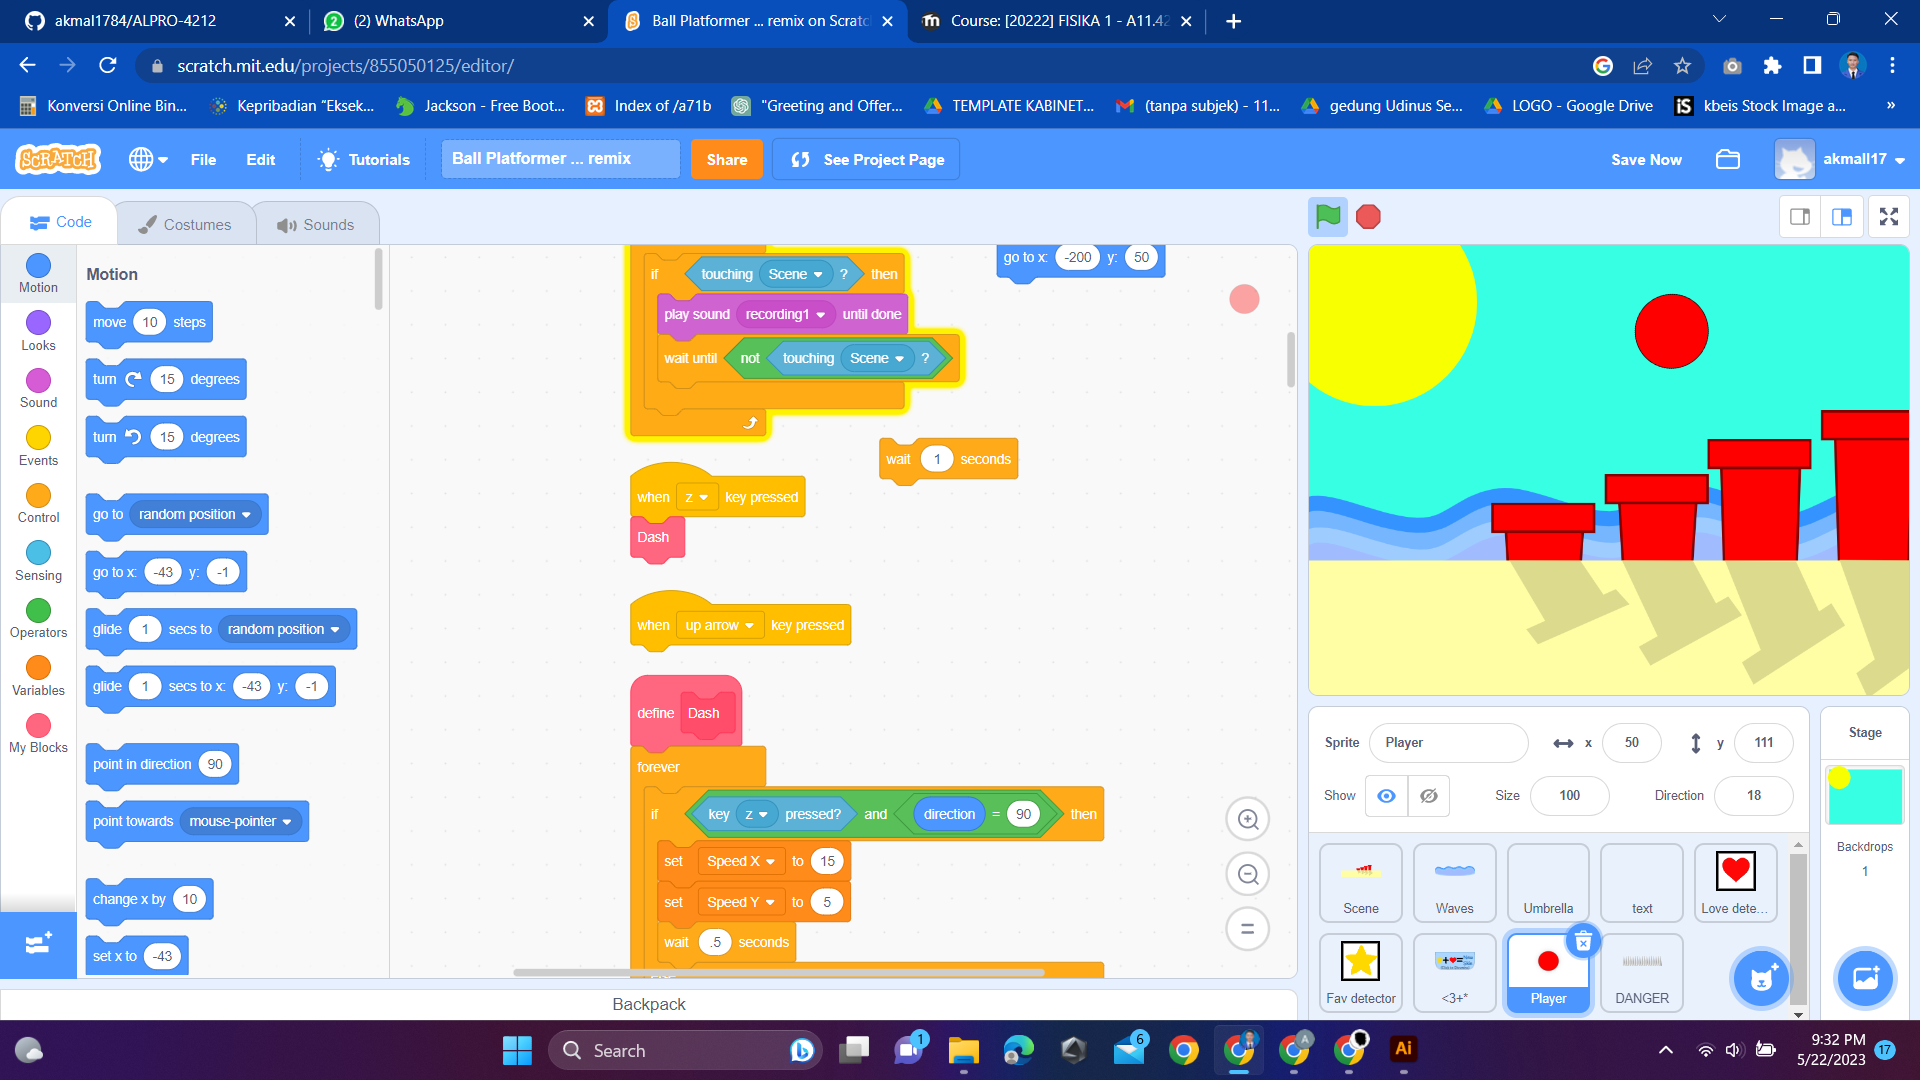 akmal1784/ALPRO-4212
(2) WhatsApp
Ball Platformer ... remix on Scratc
Course: [20222] FISIKA 1 - A11.42
scratch.mit.edu/projects/855050125/editor/
Konversi Online Bin...
Kepribadian “Eksek...
Jackson - Free Boot...
Index of /a71b
"Greeting and Offer...
TEMPLATE KABINET...
(tanpa subjek) - 11...
gedung Udinus Se...
LOGO - Google Drive
iS
kbeis Stock Image a...
»
SCRATCH
File
Edit
Tutorials
Ball Platformer ... remix
Share
See Project Page
Save Now
akmall17
Code
Costumes
Sounds
Motion
Looks
Sound
Events
Control
Sensing
Operators
Variables
My Blocks
Motion
move 10 steps
turn 15 degrees
turn 15 degrees
go to random position
go to x: -43 y: -1
glide 1 secs to random position
glide 1 secs to x: -43 y: -1
point in direction 90
point towards mouse-pointer
change x by 10
set x to -43
if touching Scene ? then
play sound recording1 until done
wait until not touching Scene ?
go to x: -200 y: 50
wait 1 seconds
when z key pressed
Dash
when up arrow key pressed
define Dash
forever
if key z pressed? and direction = 90 then
set Speed X to 15
set Speed Y to 5
wait .5 seconds
Backpack
Sprite Player x 50 y 111
Show Size 100 Direction 18
Scene
Waves
Umbrella
text
Love dete...
Fav detector
<3+*
Player
DANGER
Stage
Backdrops
1
Search
1
6
A
Ai
9:32 PM
5/22/2023
17